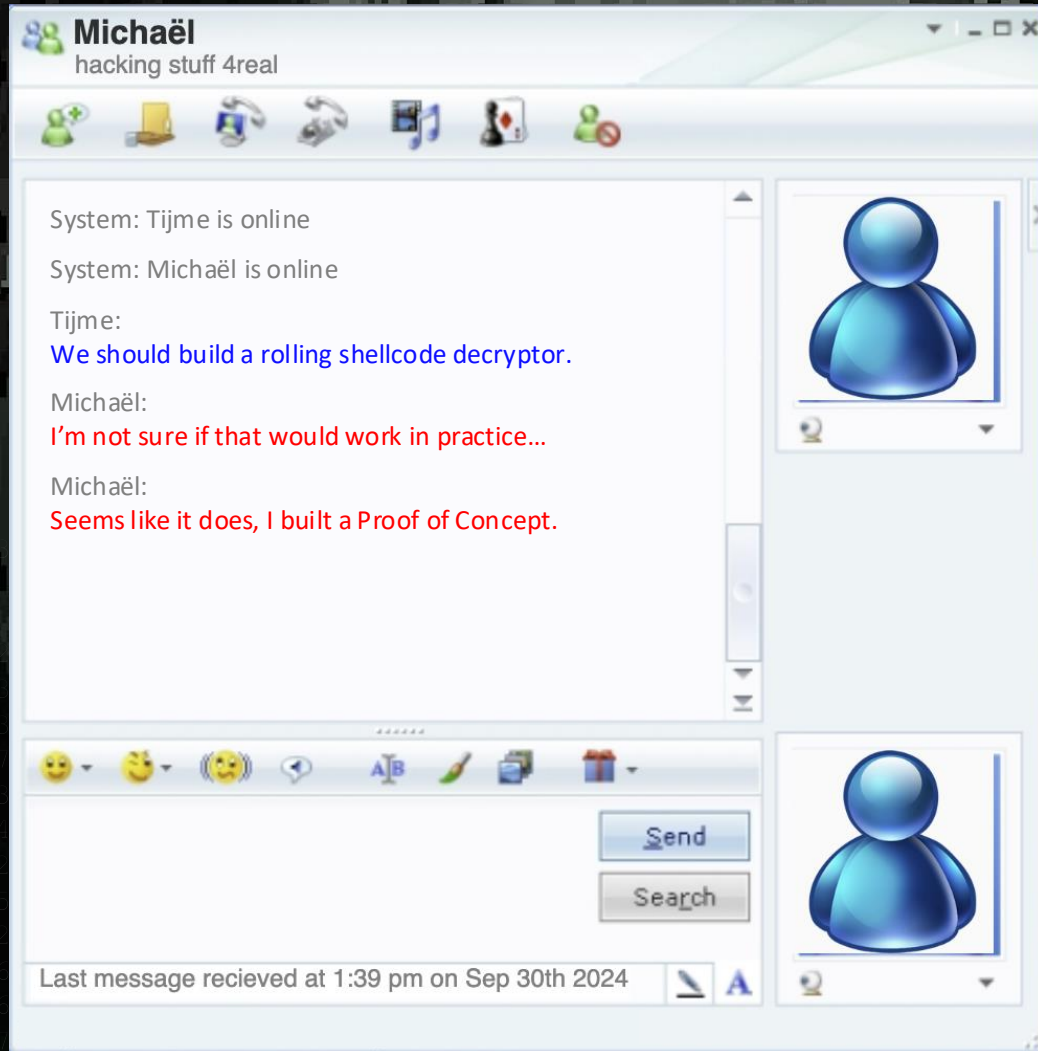 Michaël
hacking stuff 4real
System: Tijme is online
System: Michaël is online
Tijme:
We should build a rolling shellcode decryptor.
Michaël:
I’m not sure if that would work in practice…
Michaël:
Seems like it does, I built a Proof of Concept.
AB
Send
Search
Last message recieved at 1:39 pm on Sep 30th 2024
A